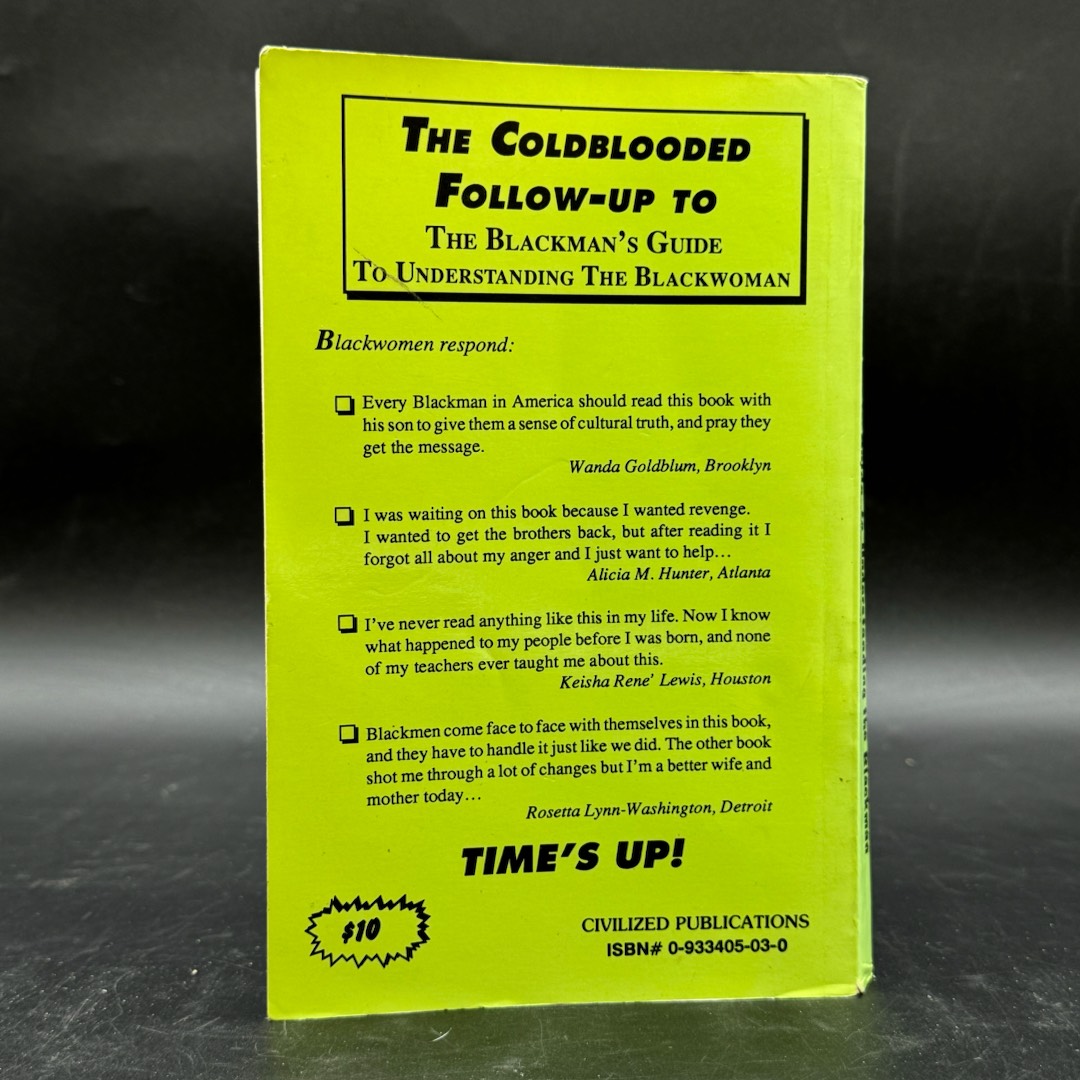 THE COLDBLOODED
FOLLOW-UP TO
THE BLACKMAN'S GUIDE
TO UNDERSTANDING THE BLACKWOMAN
Blackwomen respond:
Every Blackman in America should read this book with
his son to give them a sense of cultural truth, and pray they
get the message.
Wanda Goldblum, Brooklyn
I was waiting on this book because I wanted revenge.
I wanted to get the brothers back, but after reading it I
forgot all about my anger and I just want to help...
Alicia M. Hunter, Atlanta
I've never read anything like this in my life. Now I know
what happened to my people before I was born, and none
of my teachers ever taught me about this.
Keisha Rene' Lewis, Houston
Blackmen come face to face with themselves in this book,
and they have to handle it just like we did. The other book
shot me through a lot of changes but I'm a better wife and
mother today...
Rosetta Lynn-Washington, Detroit
TIME'S UP!
$10
CIVILIZED PUBLICATIONS
ISBN# 0-933405-03-0
Understanding the Blackman